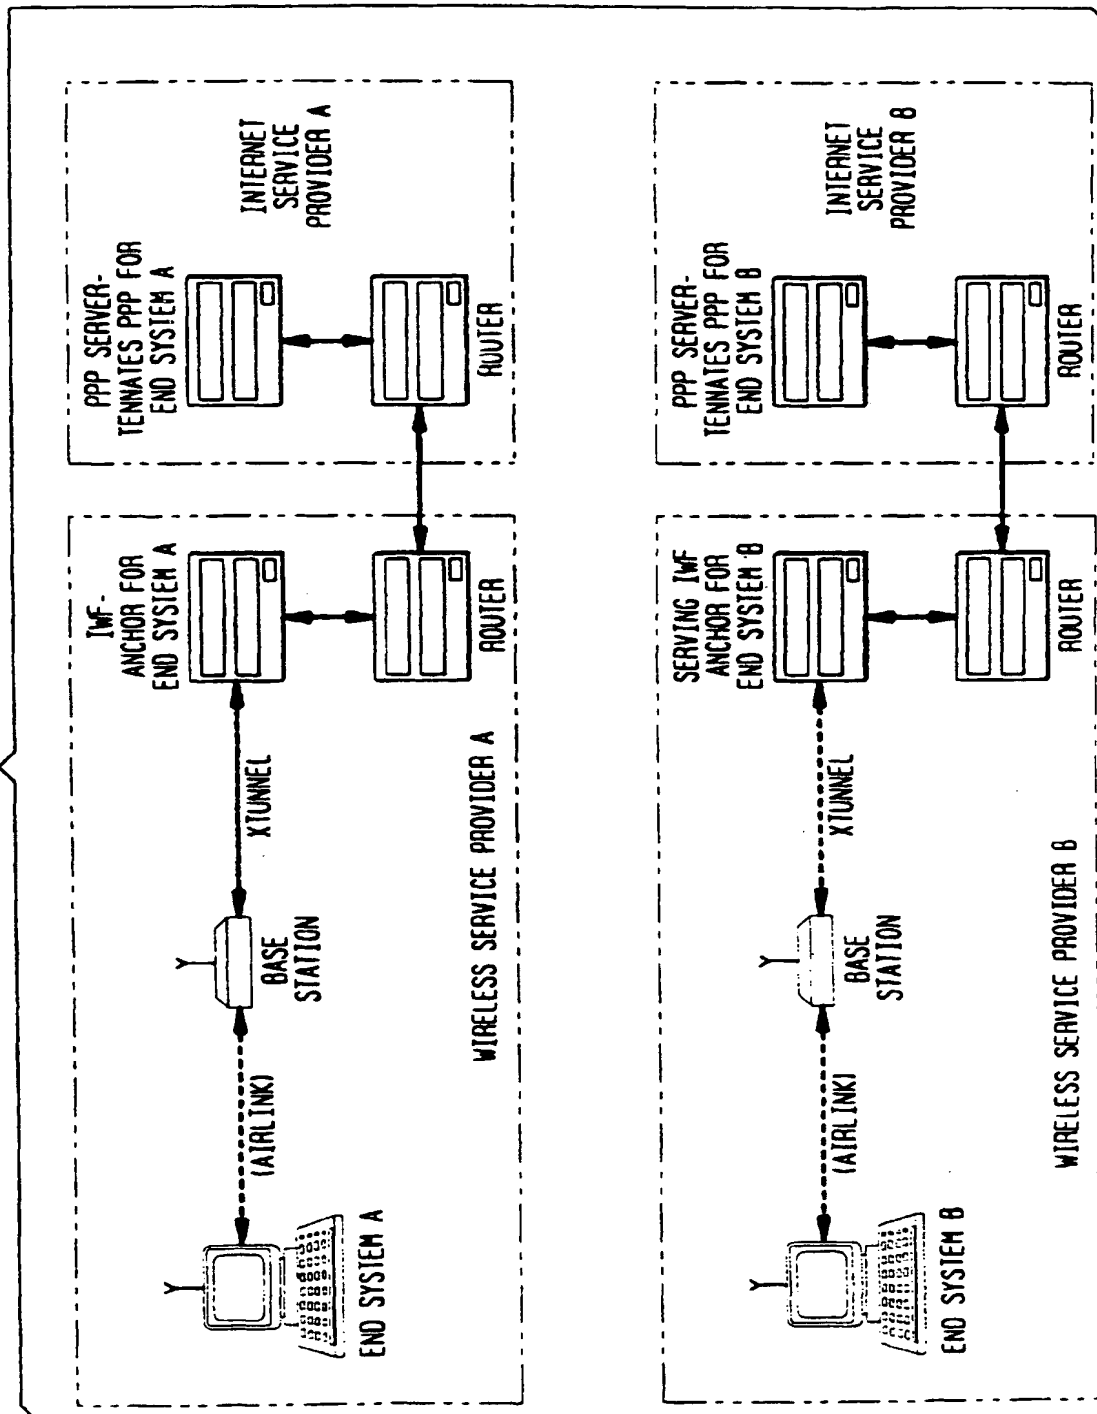 PPP SERVER-
TENNATES PPP FOR
END SYSTEM A
INTERNET
SERVICE
PROVIDER A
ROUTER
IWF-
ANCHOR FOR
END SYSTEM A
ROUTER
XTUNNEL
BASE
STATION
(AIRLINK)
END SYSTEM A
WIRELESS SERVICE PROVIDER A
PPP SERVER-
TENNATES PPP FOR
END SYSTEM B
INTERNET
SERVICE
PROVIDER B
ROUTER
SERVING IWF
ANCHOR FOR
END SYSTEM B
ROUTER
XTUNNEL
BASE
STATION
(AIRLINK)
END SYSTEM B
WIRELESS SERVICE PROVIDER B